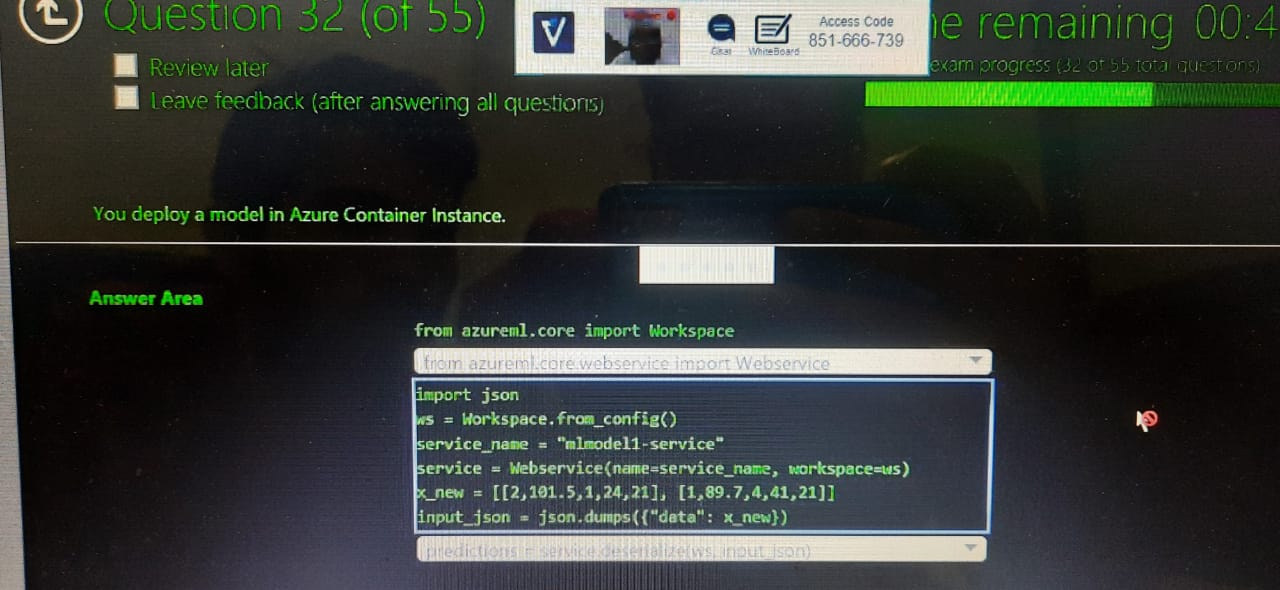 Question 32 (of 55)
Review later
Leave feedback (after answering all questions)
Chat
WhiteBoard
Access Code
851-666-739
remaining 00:4
exam progress (32 of 55 total questions)
You deploy a model in Azure Container Instance.
Answer Area
from azureml.core import Workspace
from azureml.core.webservice import Webservice
import json
ws = Workspace.from_config()
service_name = "mlmodel1-service"
service = Webservice(name=service_name, workspace=ws)
x_new = [[2,101.5,1,24,21], [1,89.7,4,41,21]]
input_json = json.dumps({"data": x_new})
predictions = service.deserialize(ws, input_json)